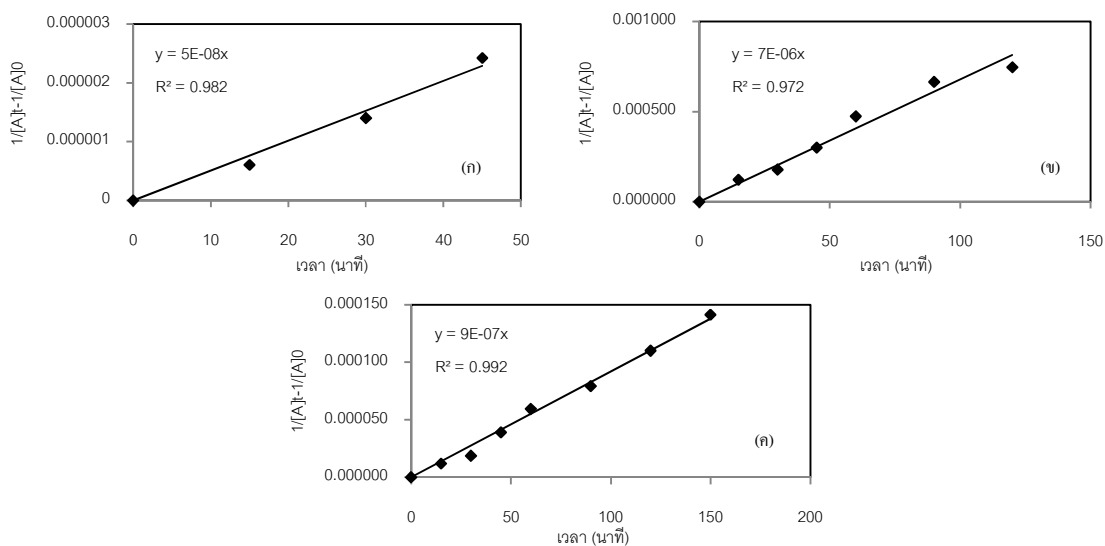 0.000003
0.000002
0.000001
0
1/[A]t-1/[A]0
y = 5E-08x
R² = 0.982
(ก)
0 10 20 30 40 50
เวลา (นาที)
0.001000
0.000500
0.000000
1/[A]t-1/[A]0
y = 7E-06x
R² = 0.972
(ข)
0 50 100 150
เวลา (นาที)
0.000150
0.000100
0.000050
0.000000
1/[A]t-1/[A]0
y = 9E-07x
R² = 0.992
(ค)
0 50 100 150 200
เวลา (นาที)